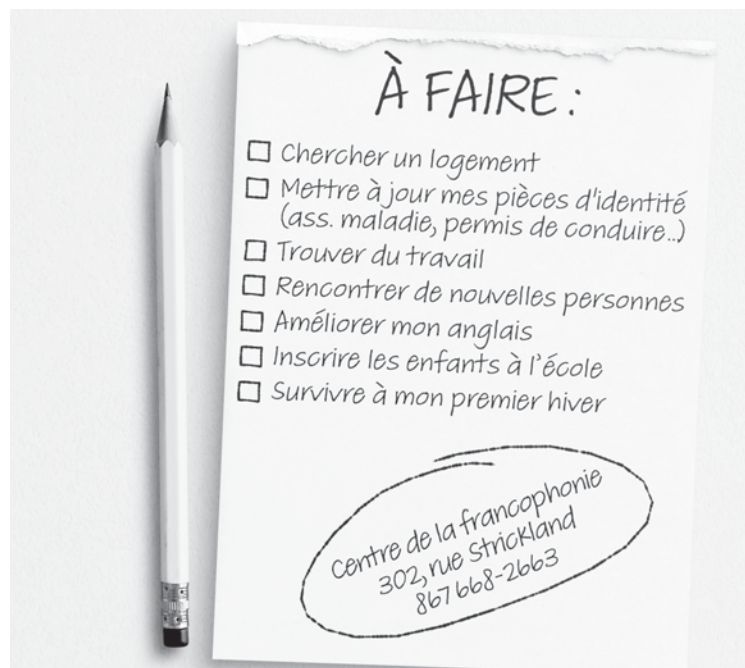 À FAIRE :
Chercher un logement
Mettre à jour mes pièces d'identité
(ass. maladie, permis de conduire...)
Trouver du travail
Rencontrer de nouvelles personnes
Améliorer mon anglais
Inscrire les enfants à l'école
Survivre à mon premier hiver
Centre de la francophonie
302, rue Strickland
867 668-2663